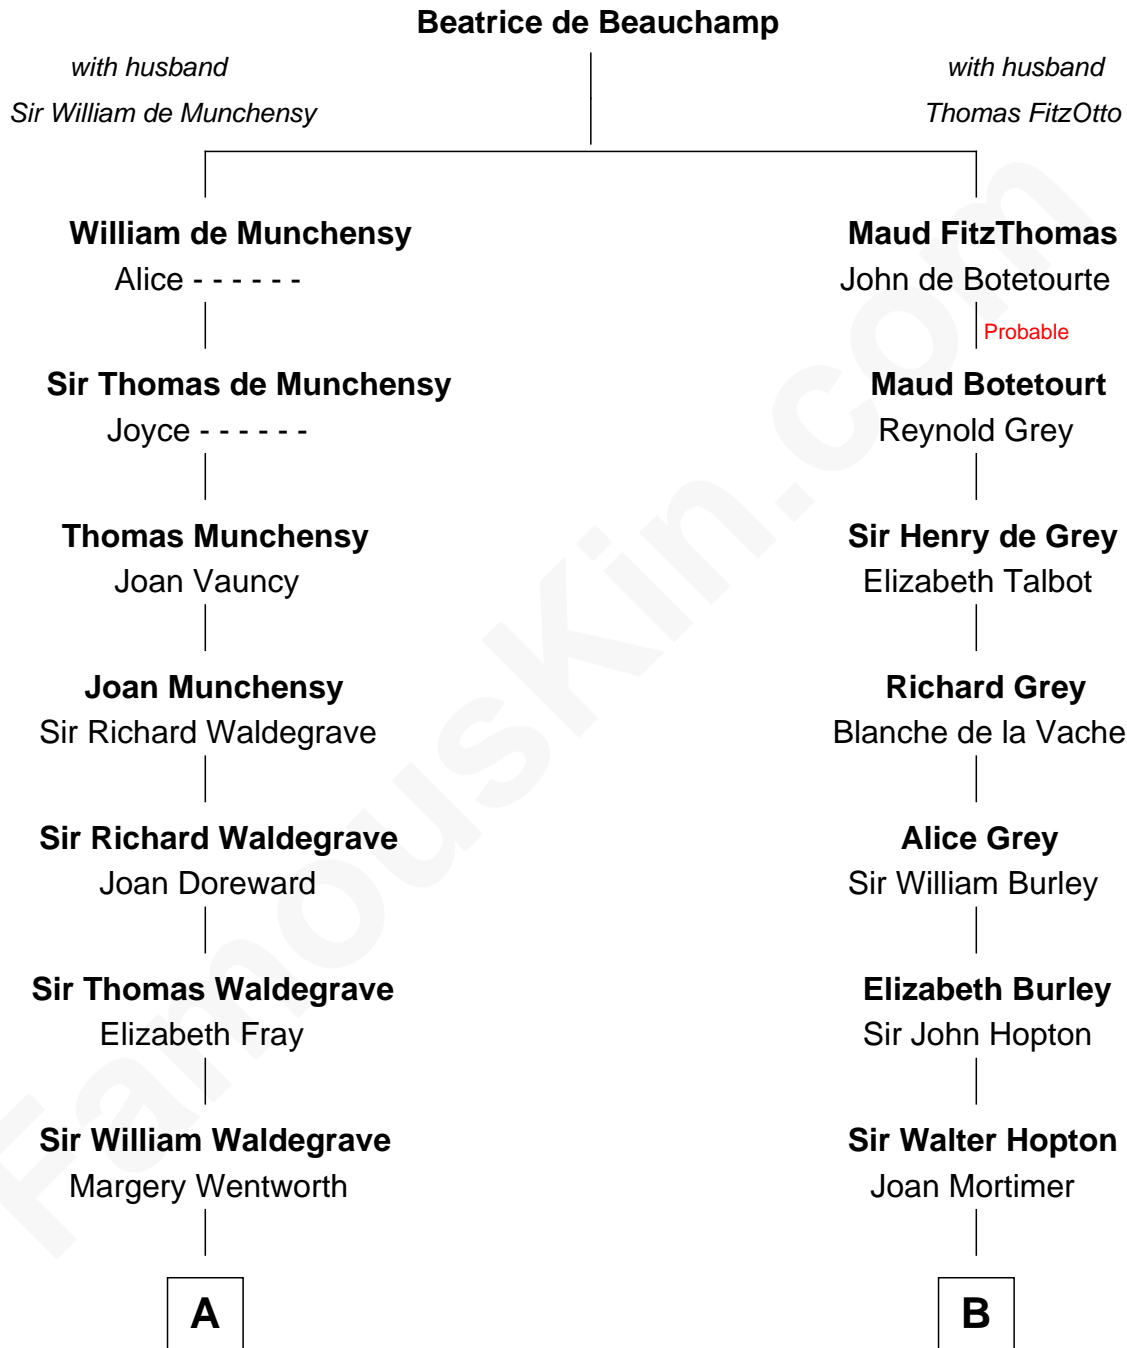 Beatrice de Beauchamp
with husband
Sir William de Munchensy
with husband
Thomas FitzOtto
William de Munchensy
Alice - - - - - -
Maud FitzThomas
John de Botetourte
Probable
Sir Thomas de Munchensy
Joyce - - - - - -
Maud Botetourt
Reynold Grey
Thomas Munchensy
Joan Vauncy
Sir Henry de Grey
Elizabeth Talbot
Joan Munchensy
Sir Richard Waldegrave
Richard Grey
Blanche de la Vache
Sir Richard Waldegrave
Joan Doreward
Alice Grey
Sir William Burley
Sir Thomas Waldegrave
Elizabeth Fray
Elizabeth Burley
Sir John Hopton
Sir William Waldegrave
Margery Wentworth
Sir Walter Hopton
Joan Mortimer
A
B
FamousKin.com